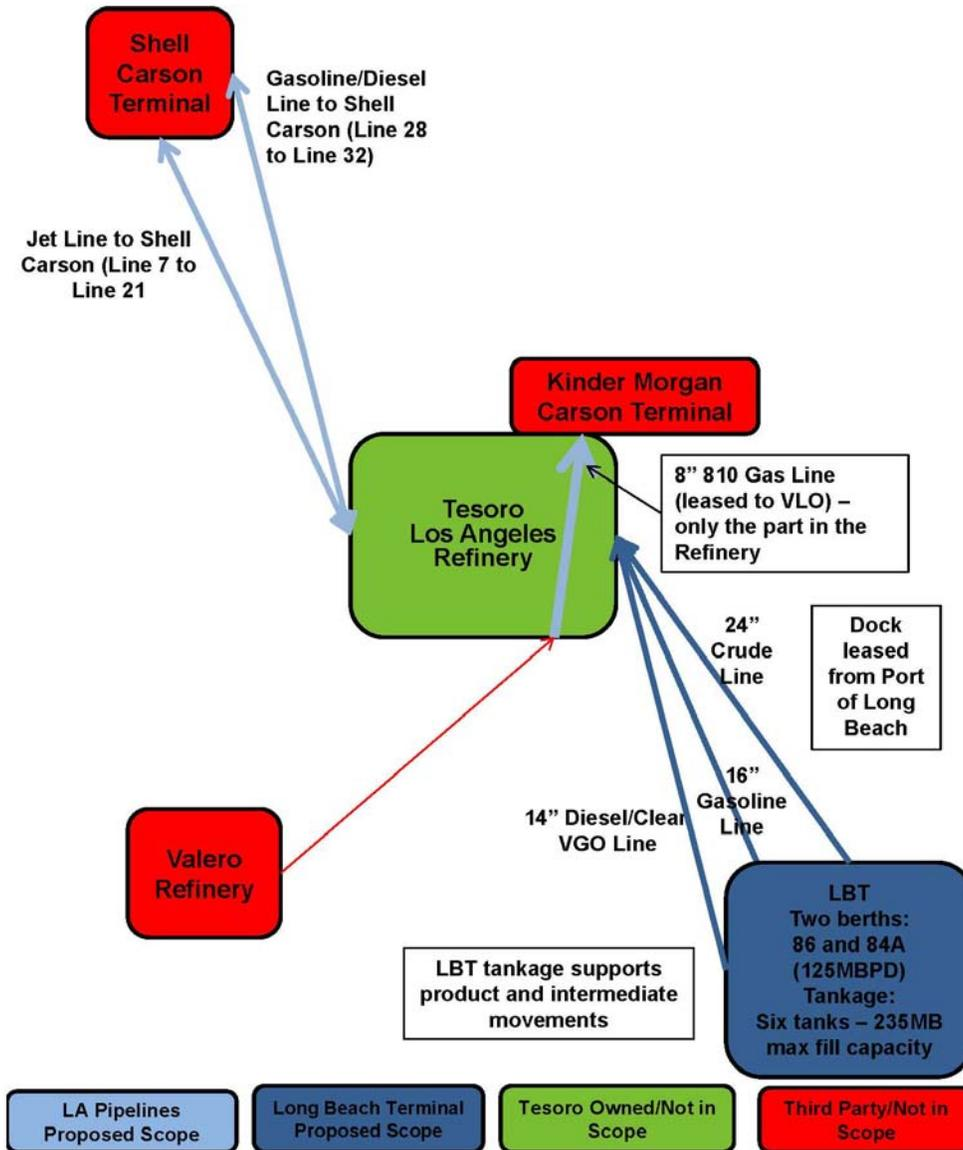 Shell
Carson
Terminal
Gasoline/Diesel
Line to Shell
Carson (Line 28
to Line 32)
Jet Line to Shell
Carson (Line 7 to
Line 21
Kinder Morgan
Carson Terminal
8” 810 Gas Line
(leased to VLO) –
only the part in the
Refinery
Tesoro
Los Angeles
Refinery
24”
Crude
Line
Dock
leased
from Port
of Long
Beach
16”
Gasoline
Line
14” Diesel/Clear
VGO Line
Valero
Refinery
LBT
Two berths:
86 and 84A
(125MBPD)
Tankage:
Six tanks – 235MB
max fill capacity
LBT tankage supports
product and intermediate
movements
LA Pipelines
Proposed Scope
Long Beach Terminal
Proposed Scope
Tesoro Owned/Not in
Scope
Third Party/Not in
Scope